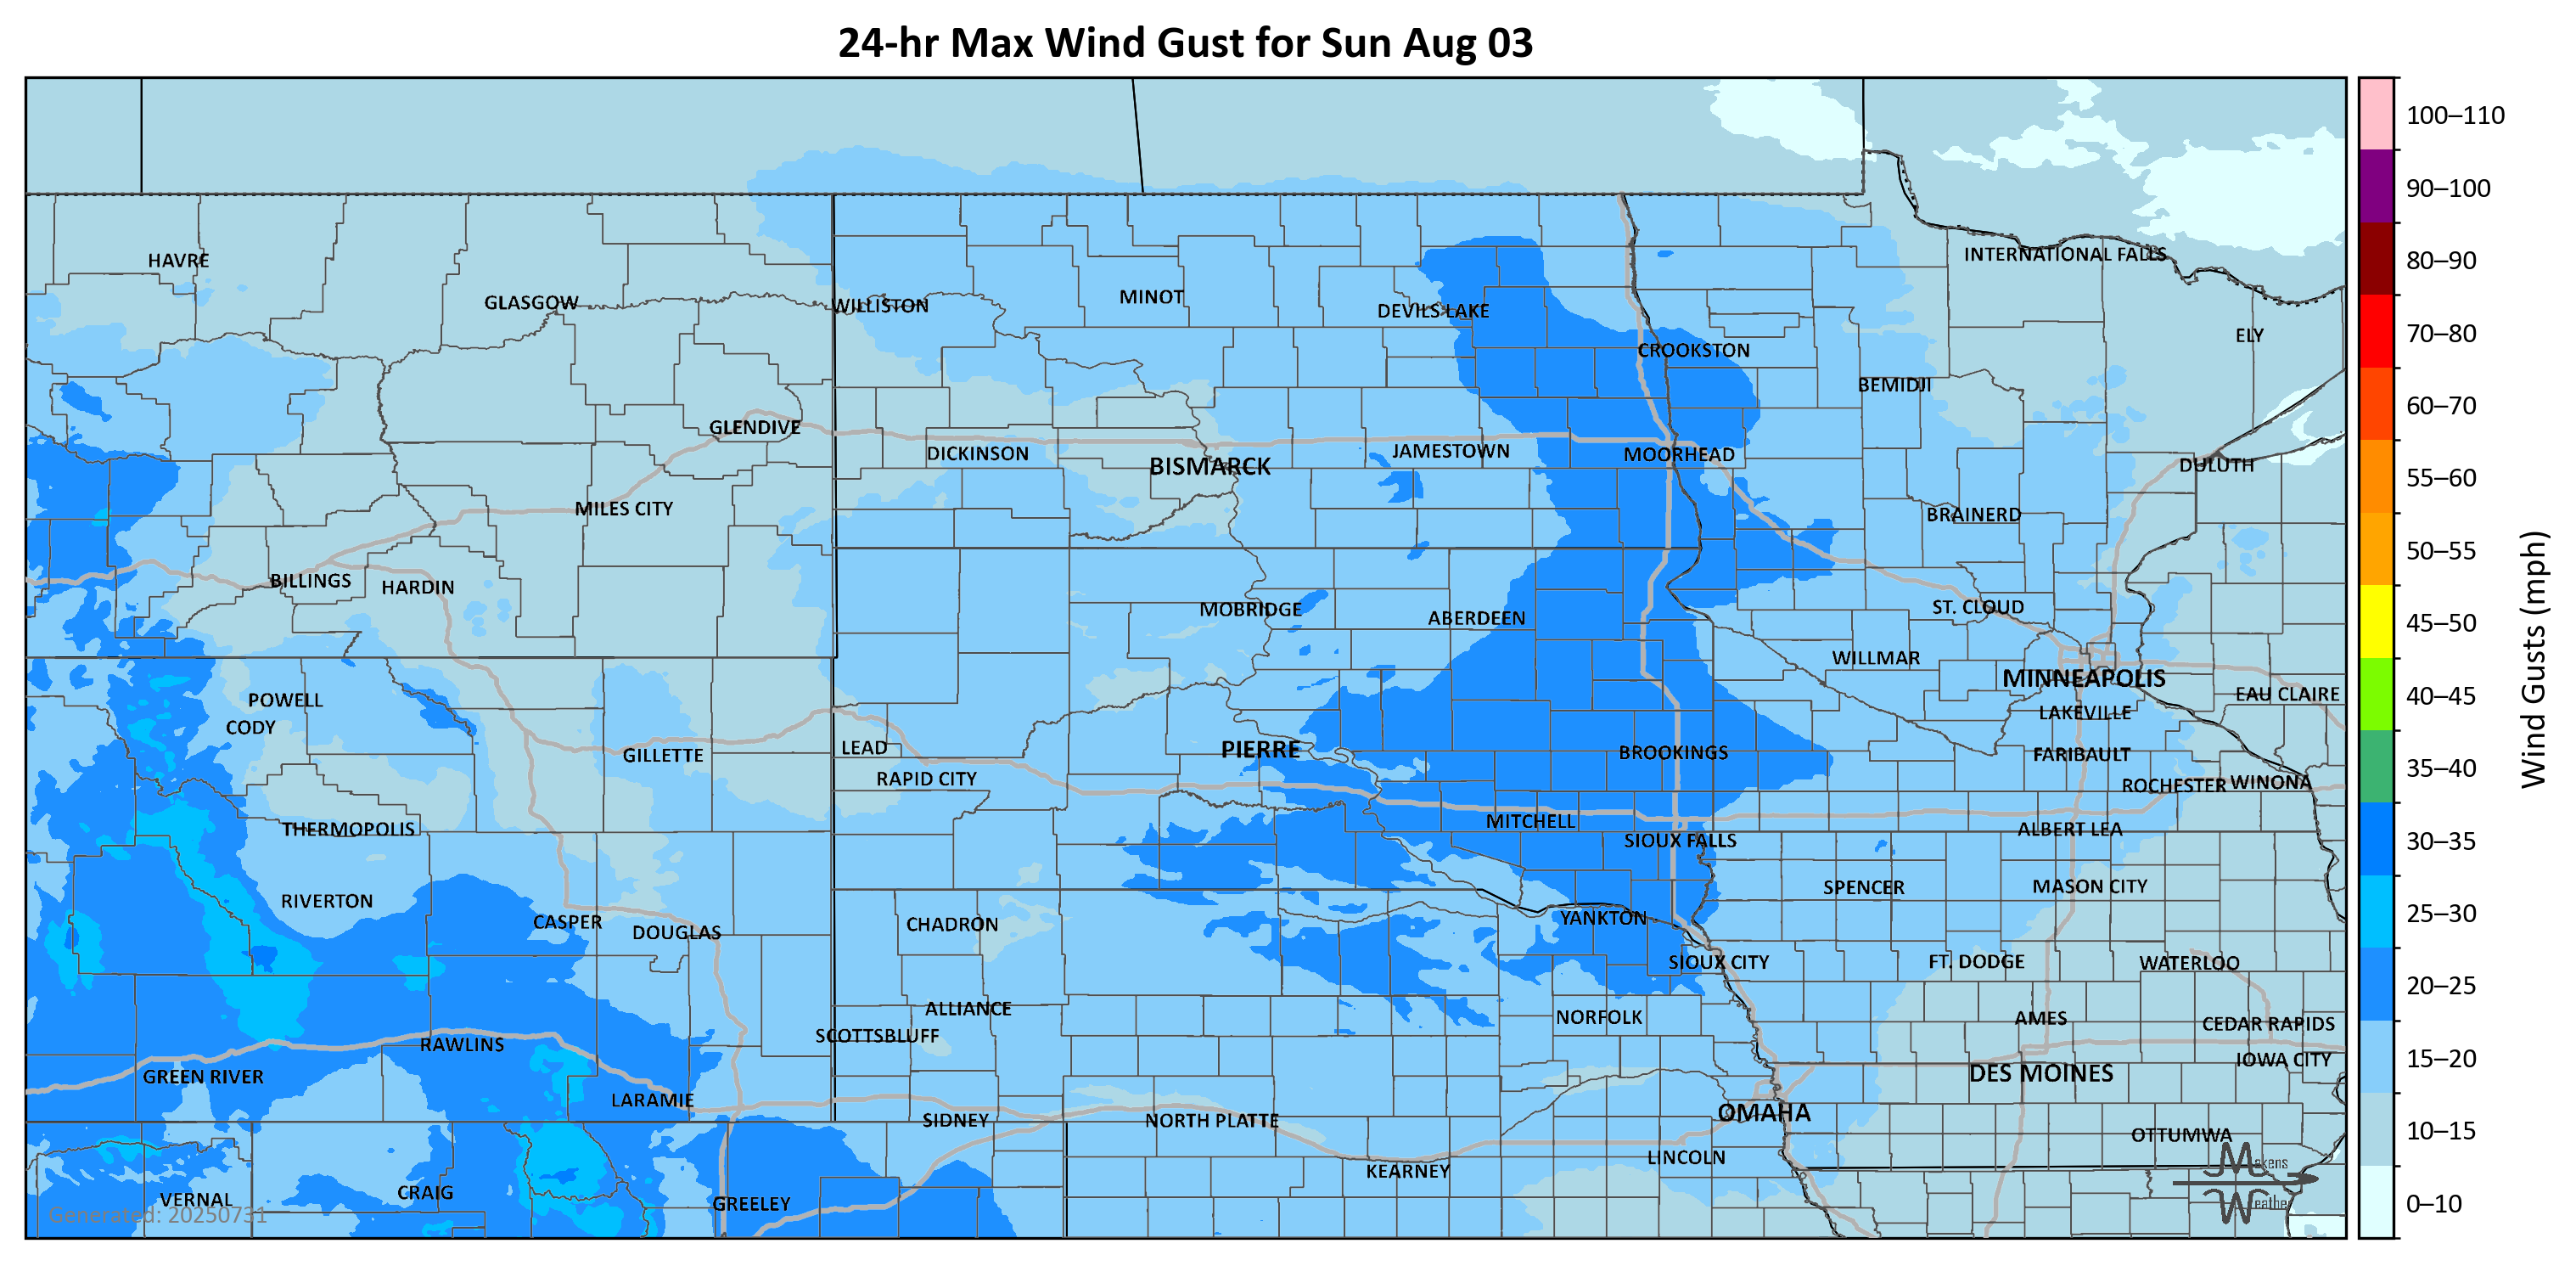 24-hr Max Wind Gust for Sun Aug 03
HAVRE
GLASGOW
WILLISTON
MINOT
DEVILS LAKE
INTERNATIONAL FALLS
ELY
CROOKSTON
BEMIDJI
GLENDIVE
DICKINSON
BISMARCK
JAMESTOWN
MOORHEAD
DULUTH
MILES CITY
BRAINERD
BILLINGS
HARDIN
MOBRIDGE
ABERDEEN
ST. CLOUD
WILLMAR
MINNEAPOLIS
EAU CLAIRE
POWELL
CODY
LAKEVILLE
GILLETTE
LEAD
RAPID CITY
PIERRE
BROOKINGS
FARIBAULT
ROCHESTER
WINONA
THERMOPOLIS
MITCHELL
SIOUX FALLS
ALBERT LEA
RIVERTON
SPENCER
MASON CITY
CASPER
DOUGLAS
CHADRON
YANKTON
SIOUX CITY
FT. DODGE
WATERLOO
ALLIANCE
SCOTTSBLUFF
NORFOLK
AMES
CEDAR RAPIDS
RAWLINS
IOWA CITY
GREEN RIVER
DES MOINES
LARAMIE
SIDNEY
NORTH PLATTE
OMAHA
OTTUMWA
KEARNEY
LINCOLN
VERNAL
CRAIG
GREELEY
Generated: 20250731
Makens
Weather
100–110
90–100
80–90
70–80
60–70
55–60
50–55
45–50
40–45
35–40
30–35
25–30
20–25
15–20
10–15
0–10
Wind Gusts (mph)